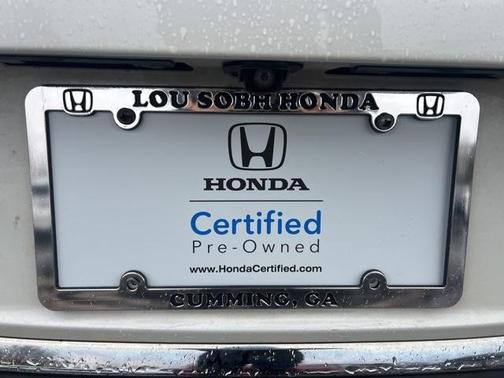 LOU SOBH HONDA
HONDA
Certified
Pre-Owned
www.HondaCertified.com
CUMMING, GA